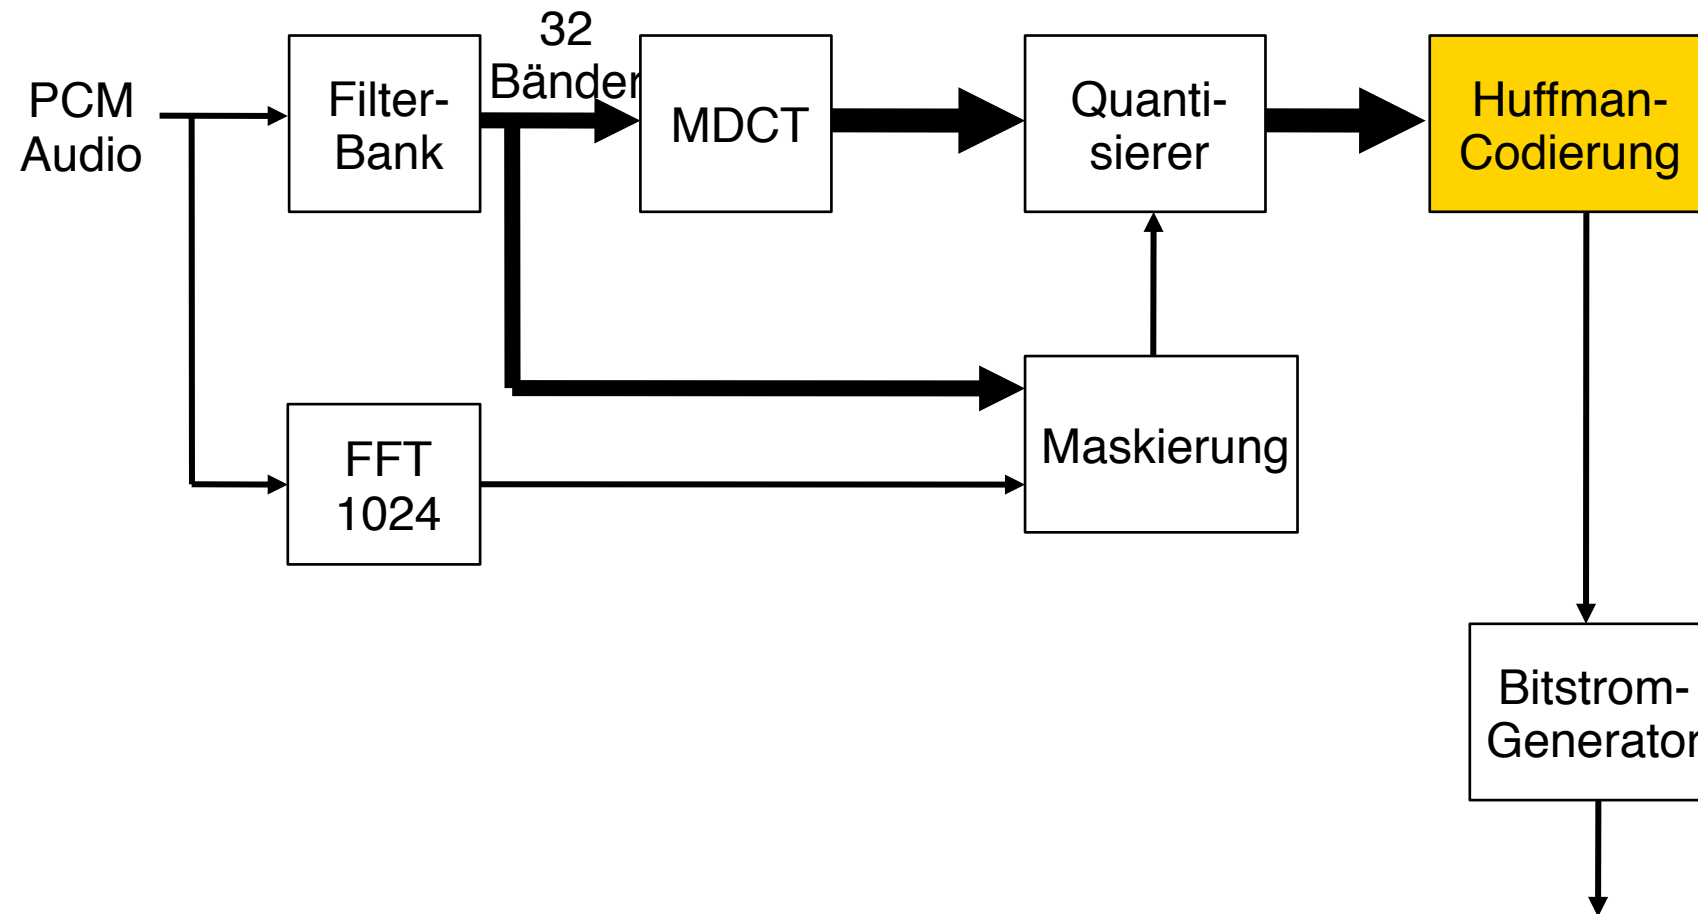 PCM
Audio
Filter-
Bank
32
Bänder
MDCT
Quanti-
sierer
Huffman-
Codierung
FFT
1024
Maskierung
Bitstrom-
Generator